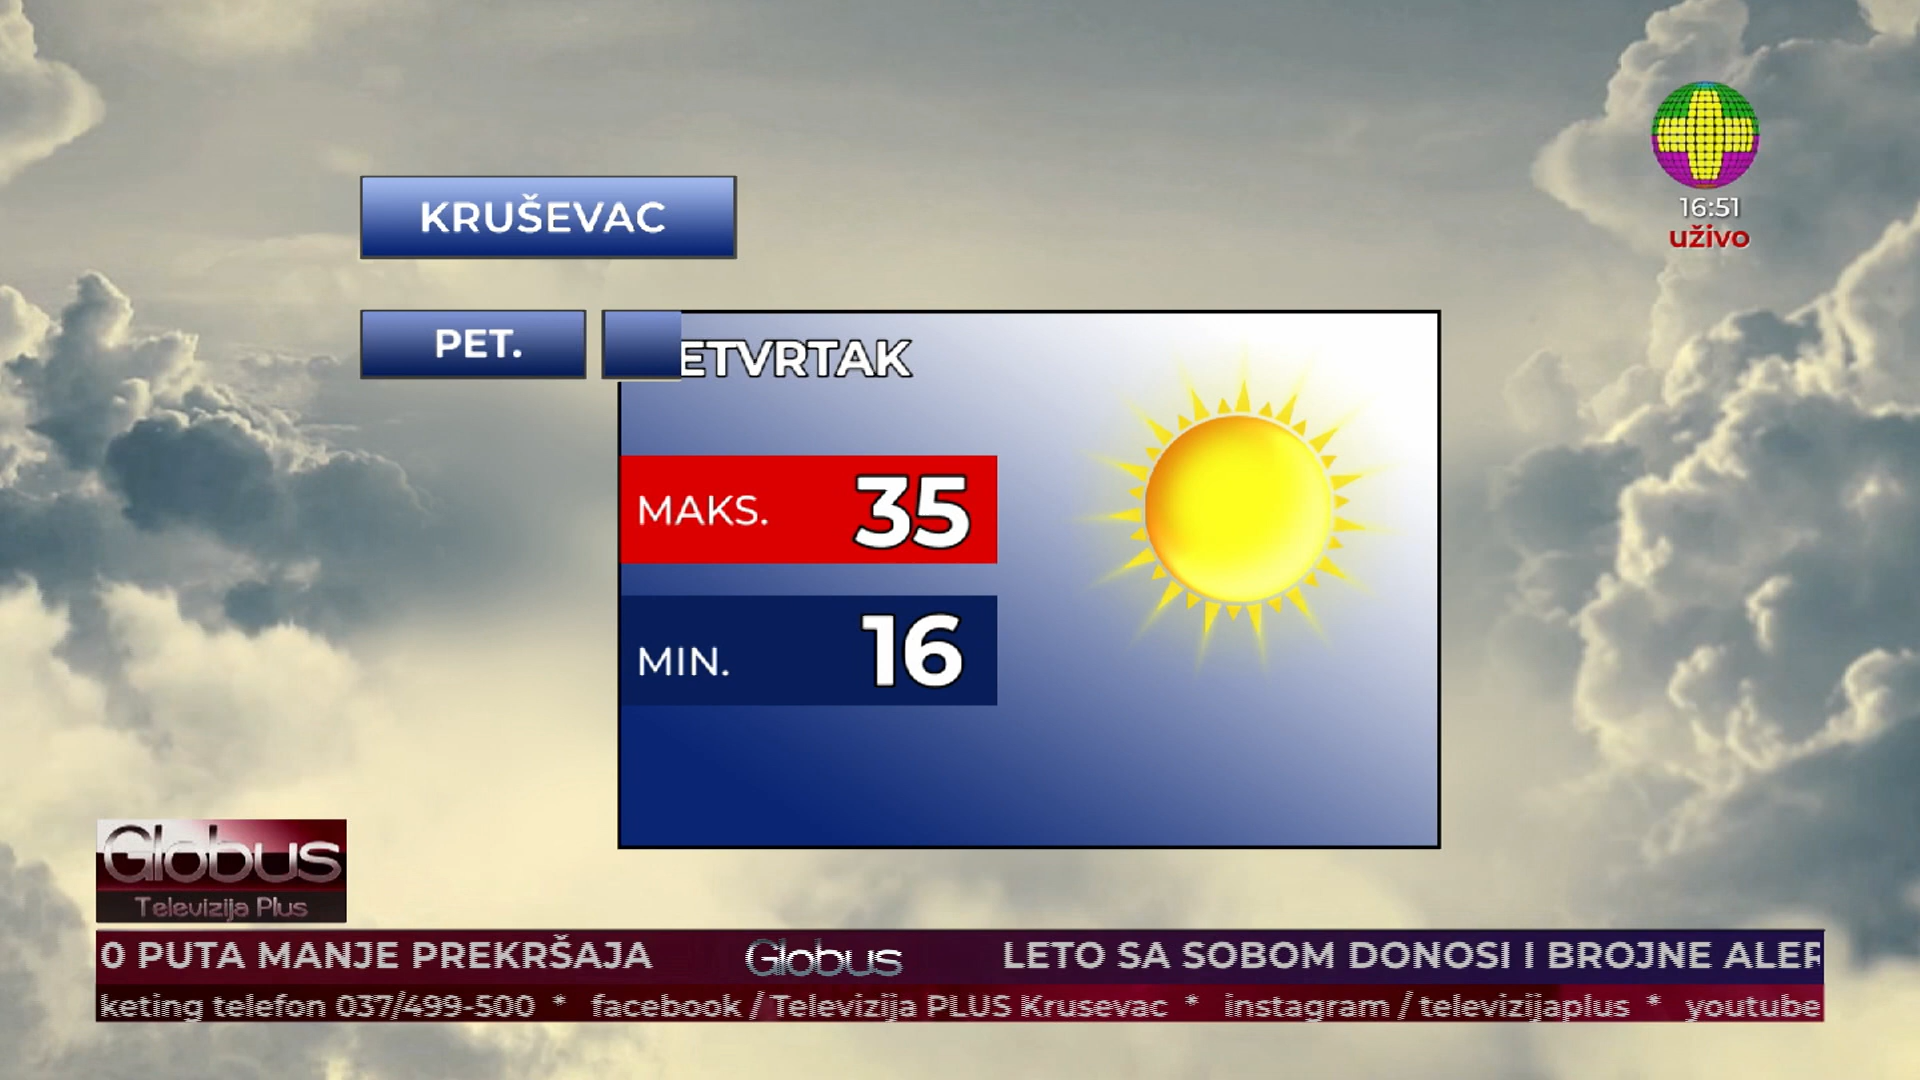 16:51
uživo
KRUŠEVAC
PET.
ETVRTAK
MAKS. 35
MIN. 16
Globus
Televizija Plus
0 PUTA MANJE PREKRŠAJA Globus LETO SA SOBOM DONOSI I BROJNE ALER
keting telefon 037/499-500 * facebook / Televizija PLUS Krusevac * instagram / televizijaplus * youtube